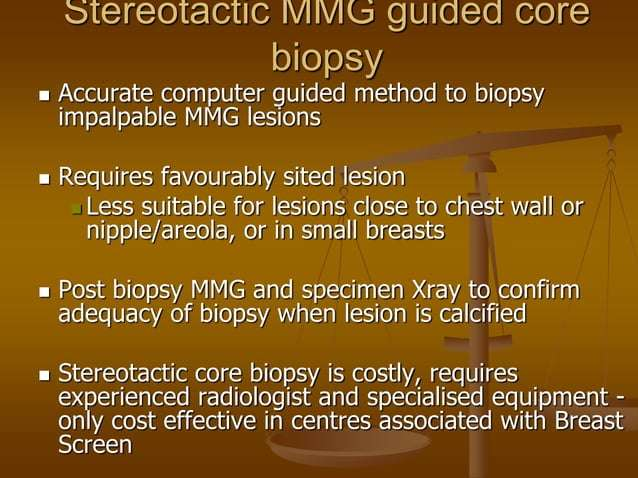 Stereotactic MMG guided core
biopsy
Accurate computer guided method to biopsy
impalpable MMG lesions
Requires favourably sited lesion
Less suitable for lesions close to chest wall or
nipple/areola, or in small breasts
Post biopsy MMG and specimen Xray to confirm
adequacy of biopsy when lesion is calcified
Stereotactic core biopsy is costly, requires
experienced radiologist and specialised equipment -
only cost effective in centres associated with Breast
Screen